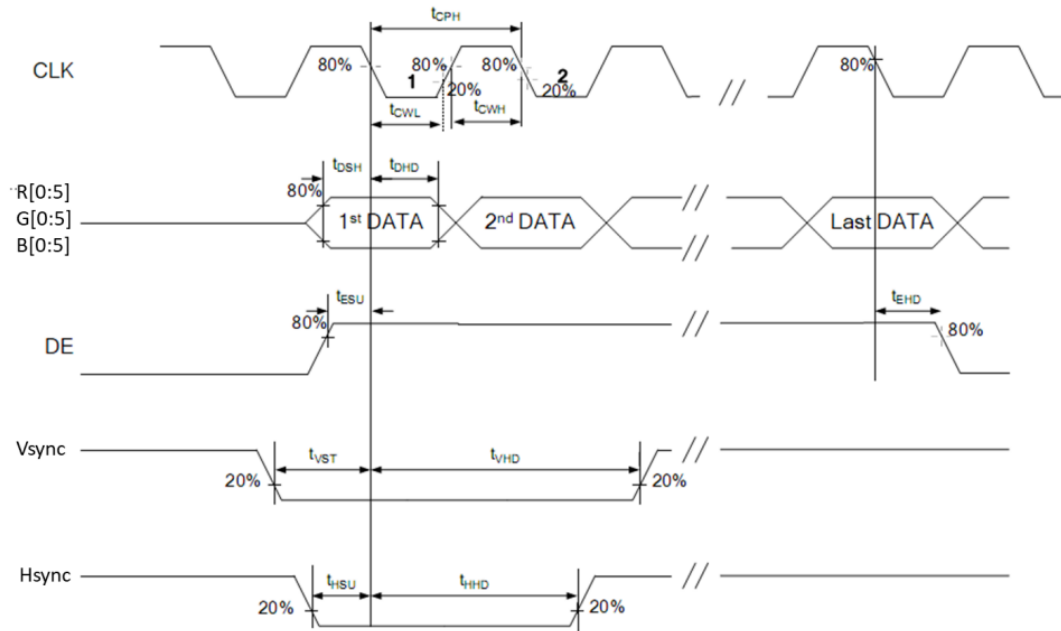 tCPH
CLK
80% 1 80% 80% 2 80%
20% 20%
tCWL tCWH
tDSH tDHD
R[0:5] 80%
G[0:5] 1st DATA 2nd DATA Last DATA
B[0:5]
tESU tEHD
80% 80%
DE
Vsync tVST tVHD
20% 20%
Hsync tHSU tHHD
20% 20%